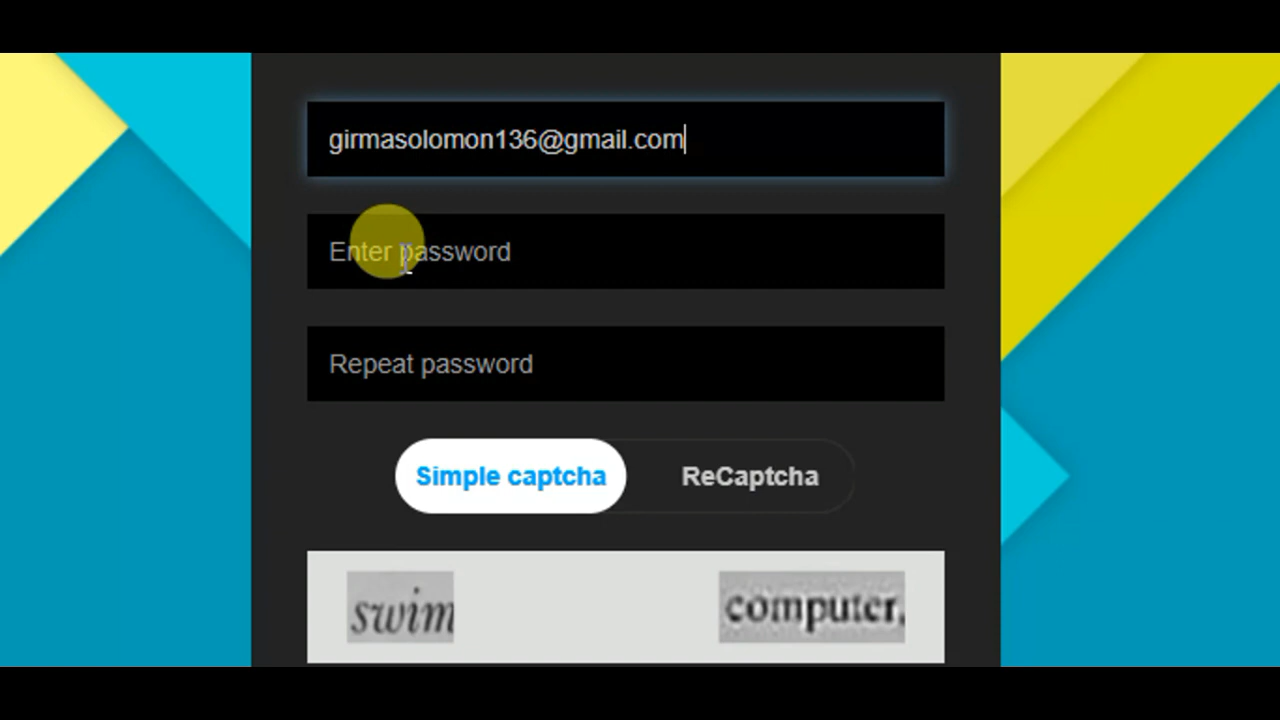 girmasolomon136@gmail.com
Enter password
Repeat password
Simple captcha ReCaptcha
swim computer,